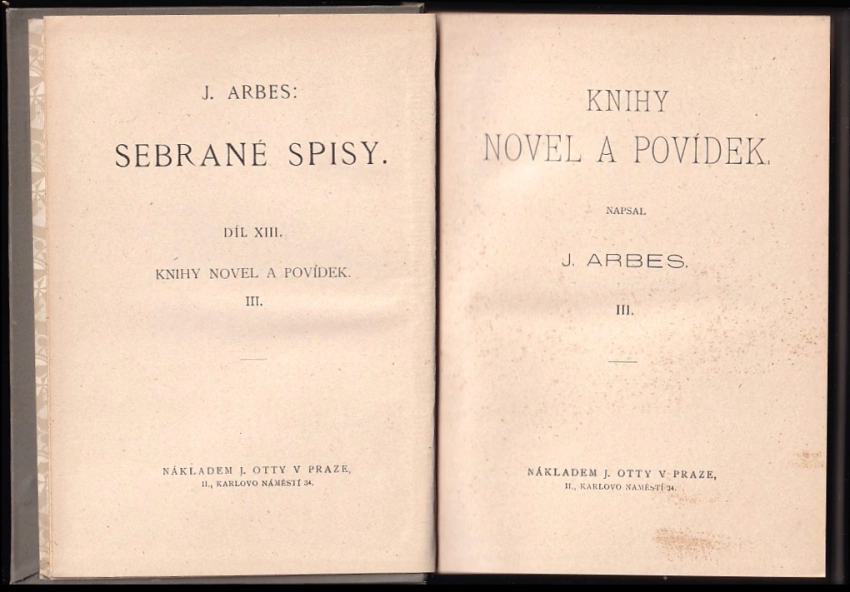 J. ARBES:
SEBRANÉ SPISY.
DÍL XIII.
KNIHY NOVEL A POVÍDEK.
III.
NÁKLADEM J. OTTY V PRAZE,
II., KARLOVO NÁMĚSTÍ 34.
KNIHY
NOVEL A POVÍDEK.
NAPSAL
J. ARBES.
III.
NÁKLADEM J. OTTY V PRAZE,
II., KARLOVO NÁMĚSTÍ 34.